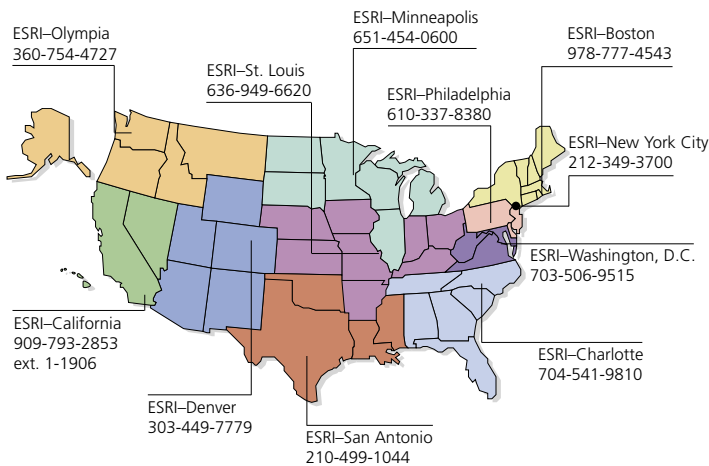 ESRI–Minneapolis
651-454-0600
ESRI–Olympia
360-754-4727
ESRI–Boston
978-777-4543
ESRI–St. Louis
636-949-6620
ESRI–Philadelphia
610-337-8380
ESRI–New York City
212-349-3700
ESRI–Washington, D.C.
703-506-9515
ESRI–California
909-793-2853
ext. 1-1906
ESRI–Charlotte
704-541-9810
ESRI–Denver
303-449-7779
ESRI–San Antonio
210-499-1044